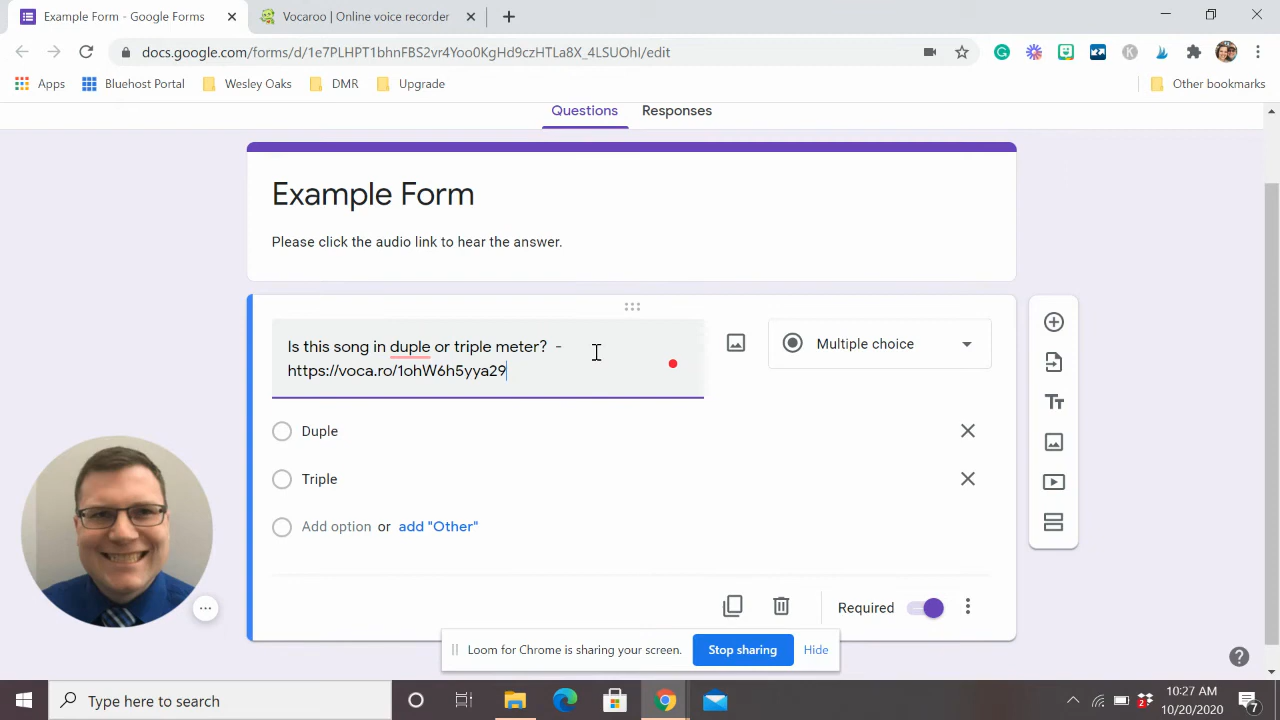 Example Form - Google Forms
Vocaroo | Online voice recorder
docs.google.com/forms/d/1e7PLHPT1bhnFBS2vr4Yoo0KgHd9czHTLa8X_4LSUOhI/edit
Apps
Bluehost Portal
Wesley Oaks
DMR
Upgrade
Other bookmarks
Questions
Responses
Example Form
Please click the audio link to hear the answer.
Is this song in duple or triple meter?  -
https://voca.ro/1ohW6h5yya29
Multiple choice
Duple
Triple
Add option or add "Other"
Required
Loom for Chrome is sharing your screen.
Stop sharing
Hide
Type here to search
10:27 AM
10/20/2020
2
7